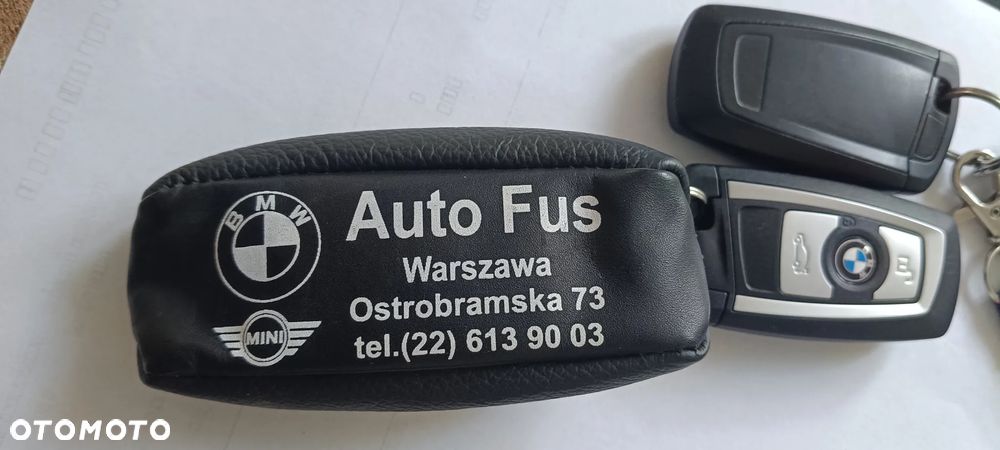 BMW
Auto Fus
Warszawa
Ostrobramska 73
tel.(22) 613 90 03
MINI
OTOMOTO